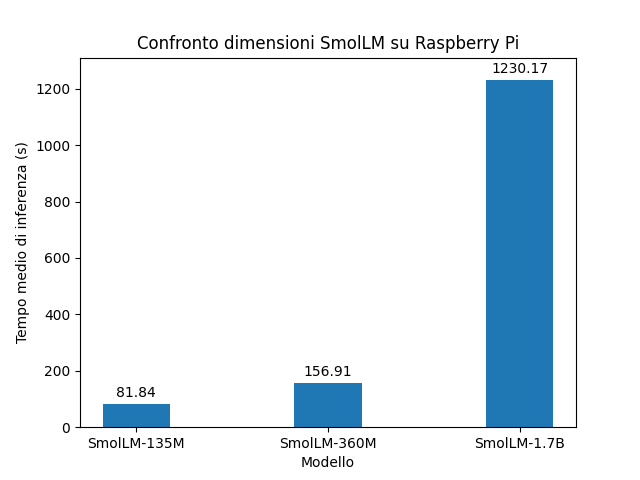 Confronto dimensioni SmolLM su Raspberry Pi
Tempo medio di inferenza (s)
1200
1000
800
600
400
200
0
81.84
156.91
1230.17
SmolLM-135M
SmolLM-360M
SmolLM-1.7B
Modello